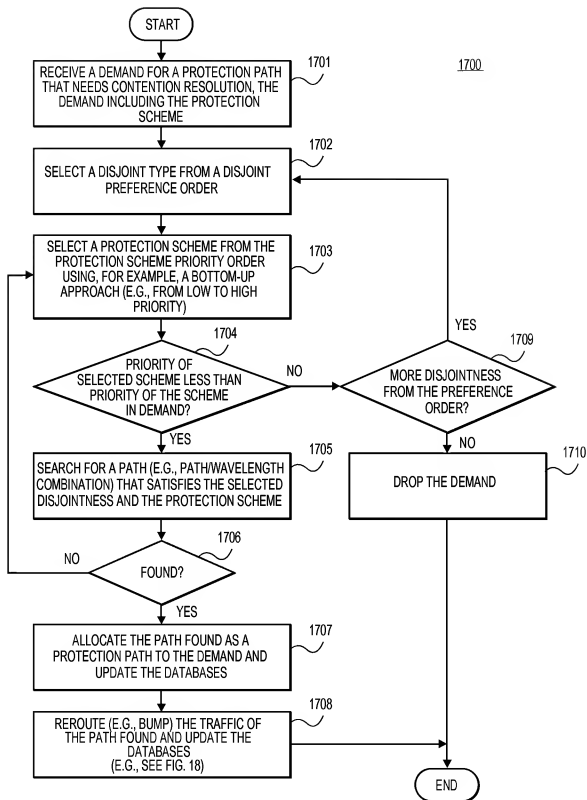 START
1700
1701
RECEIVE A DEMAND FOR A PROTECTION PATH
THAT NEEDS CONTENTION RESOLUTION, THE
DEMAND INCLUDING THE PROTECTION
SCHEME
1702
SELECT A DISJOINT TYPE FROM A DISJOINT
PREFERENCE ORDER
1703
SELECT A PROTECTION SCHEME FROM THE
PROTECTION SCHEME PRIORITY ORDER
USING, FOR EXAMPLE, A BOTTOM-UP
APPROACH (E.G., FROM LOW TO HIGH
PRIORITY)
1704
PRIORITY OF
SELECTED SCHEME LESS THAN
PRIORITY OF THE SCHEME
IN DEMAND?
NO
YES
1709
MORE DISJOINTNESS
FROM THE PREFERENCE
ORDER?
YES
NO
1705
SEARCH FOR A PATH (E.G., PATH/WAVELENGTH
COMBINATION) THAT SATISFIES THE SELECTED
DISJOINTNESS AND THE PROTECTION SCHEME
1710
DROP THE DEMAND
1706
FOUND?
NO
YES
1707
ALLOCATE THE PATH FOUND AS A
PROTECTION PATH TO THE DEMAND AND
UPDATE THE DATABASES
1708
REROUTE (E.G., BUMP) THE TRAFFIC OF
THE PATH FOUND AND UPDATE THE
DATABASES
(E.G., SEE FIG. 18)
END